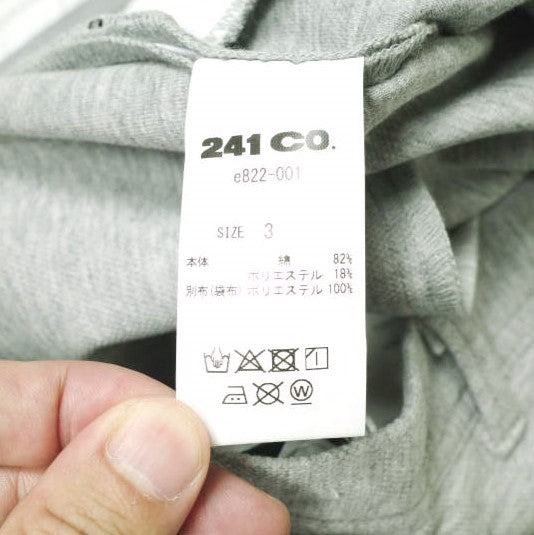 241 CO.
e822-001
SIZE 3
本体 綿 82%
ポリエステル 18%
別布(袋布) ポリエステル 100%
W